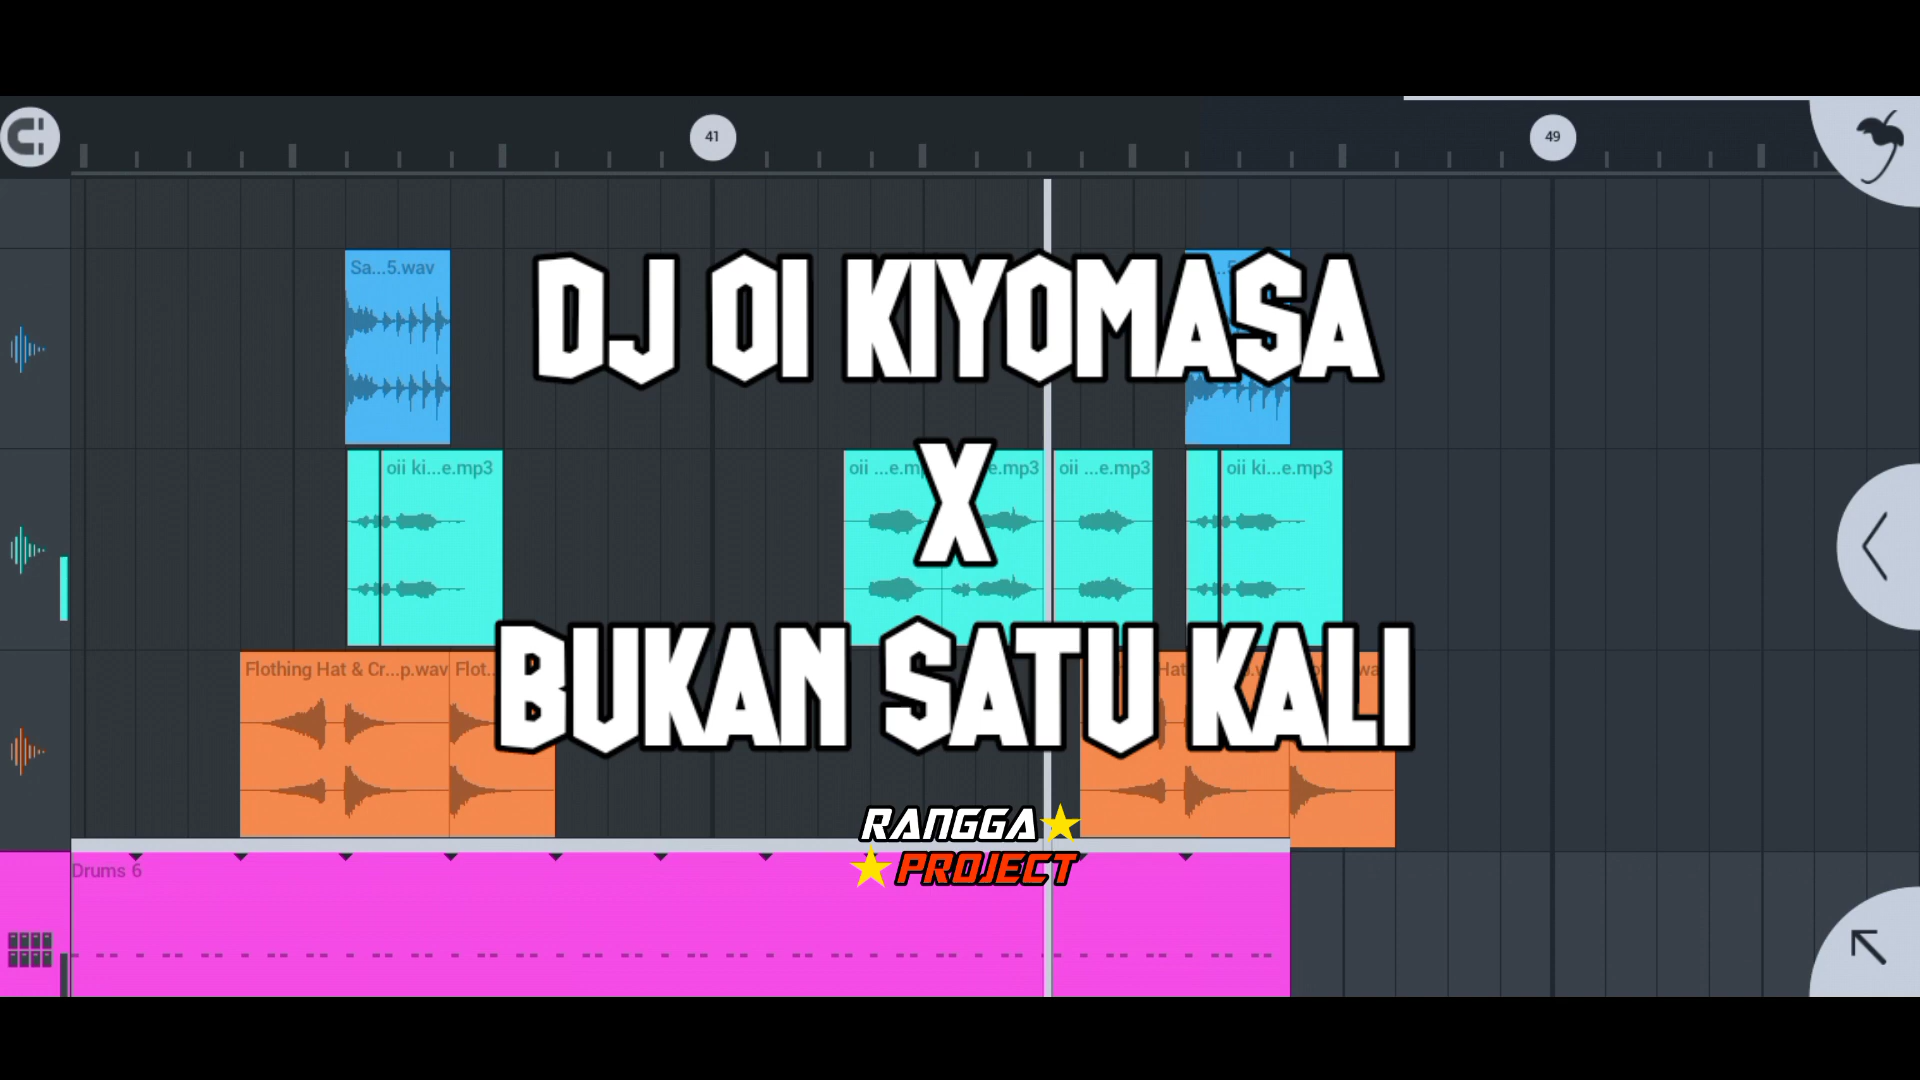 41
49
Sa...5.wav
DJ OI KIYOMASA
oii ki...e.mp3
oii ...e.mp
e.mp3
oii ...e.mp3
oii ki...e.mp3
X
Flothing Hat & Cr...p.wav
Flot..
Hat
BUKAN SATU KALI
RANGGA
PROJECT
Drums 6